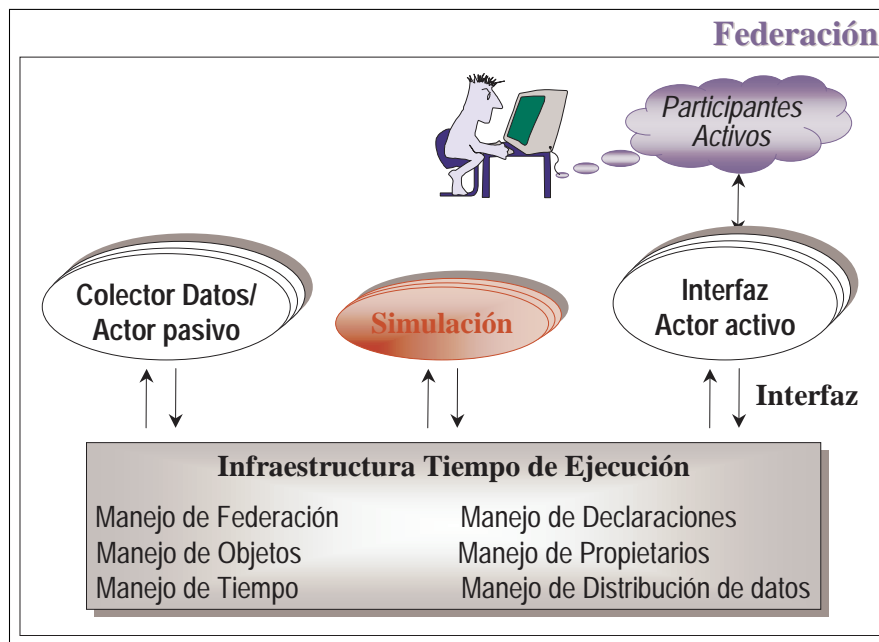 Federación
Participantes
Activos
Colector Datos/
Actor pasivo
Simulación
Interfaz
Actor activo
Interfaz
Infraestructura Tiempo de Ejecución
Manejo de Federación
Manejo de Declaraciones
Manejo de Objetos
Manejo de Propietarios
Manejo de Tiempo
Manejo de Distribución de datos